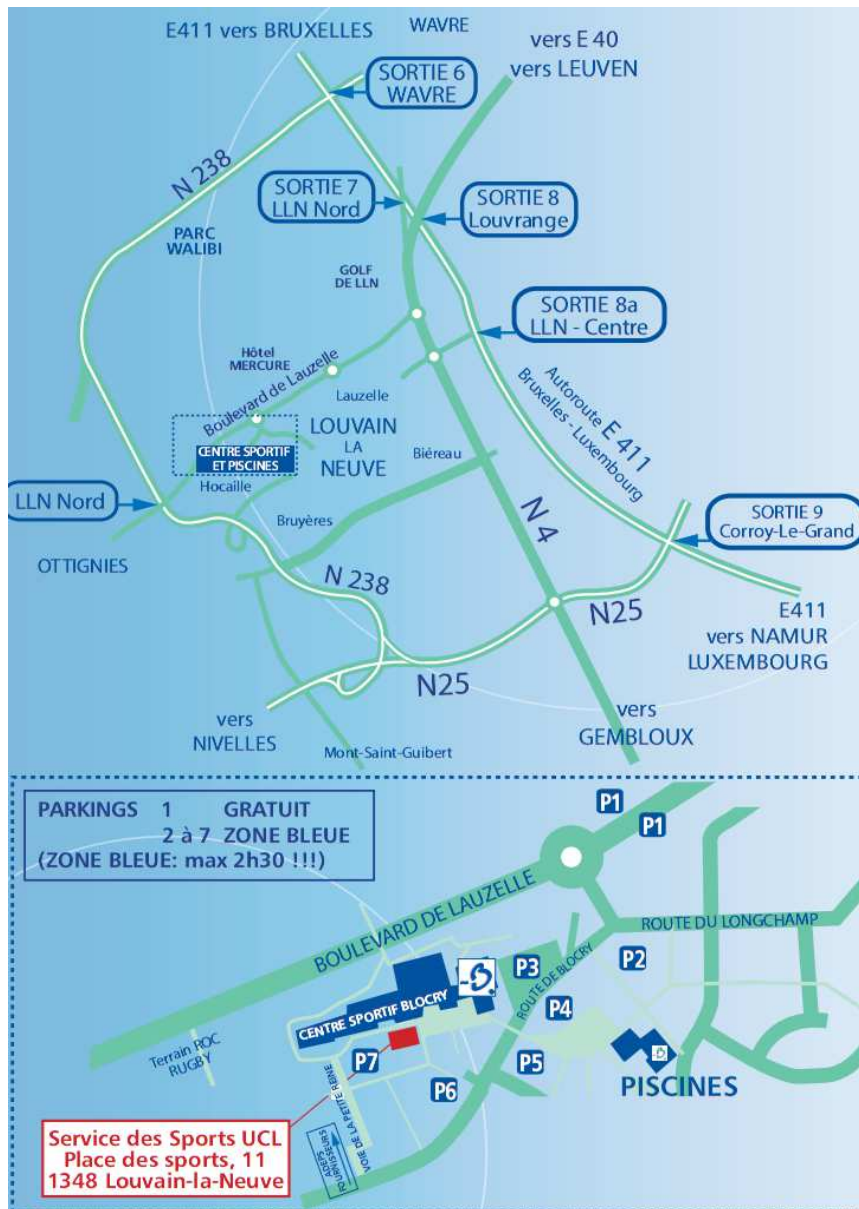 E411 vers BRUXELLES
WAVRE
vers E 40
vers LEUVEN
SORTIE 6
WAVRE
N 238
SORTIE 7
LLN Nord
SORTIE 8
Louvrange
PARC
WALIBI
GOLF
DE LLN
SORTIE 8a
LLN - Centre
Hôtel
MERCURE
Boulevard de Lauzelle
Lauzelle
Autoroute E 411
Bruxelles - Luxembourg
LOUVAIN
LA
NEUVE
CENTRE SPORTIF
ET PISCINES
Biéreau
Hocaille
LLN Nord
Bruyères
N 4
SORTIE 9
Corroy-Le-Grand
OTTIGNIES
N 238
N25
E411
vers NAMUR
LUXEMBOURG
N25
vers
NIVELLES
vers
GEMBLOUX
Mont-Saint-Guibert
PARKINGS 1 GRATUIT
2 à 7 ZONE BLEUE
(ZONE BLEUE: max 2h30 !!!)
P1
P1
BOULEVARD DE LAUZELLE
ROUTE DU LONGCHAMP
P2
P3
-B.
ROUTE DE BLOCRY
CENTRE SPORTIF BLOCRY
P4
Terrain ROC
RUGBY
P7
P5
P6
PISCINES
VOIE DE LA PETITE REINE
ADEPS
FOURNISSEURS
Service des Sports UCL
Place des sports, 11
1348 Louvain-la-Neuve